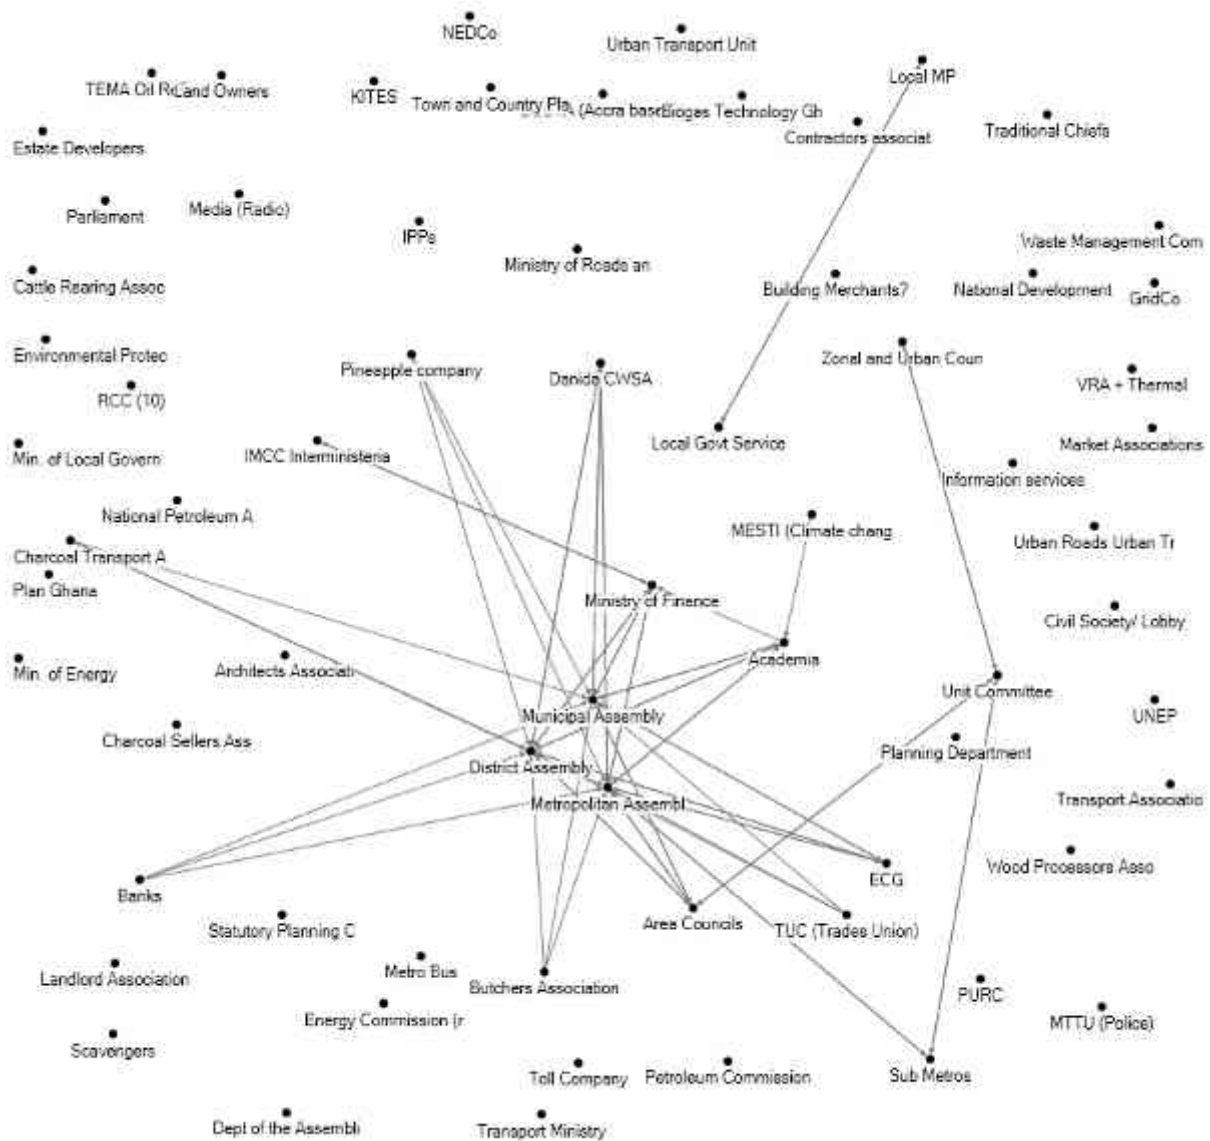 NEDCo
Urban Transport Unit
Local MP
TEMA Oil Re
Land Owners
KITES
Town and Country Pla
(Accra base
Biogas Technology Gh
Contractors associat
Traditional Chiefs
Estate Developers
Parliament
Media (Radio)
IPPs
Ministry of Roads an
Waste Management Com
Cattle Rearing Assoc
Building Merchants?
National Development
GridCo
Environmental Protec
Pineapple company
Danida CWSA
Zonal and Urban Coun
VRA + Thermal
RCC (10)
Min. of Local Govern
IMCC Interministeria
Local Govt Service
Market Associations
Information services
National Petroleum A
MESTI (Climate chang
Urban Roads Urban Tr
Charcoal Transport A
Plan Ghana
Ministry of Finance
Civil Society/ Lobby
Min. of Energy
Architects Associati
Academia
Unit Committee
Municipal Assembly
UNEP
Charcoal Sellers Ass
Planning Department
District Assembly
Metropolitan Assembl
Transport Associatio
Wood Processors Asso
Banks
ECG
Statutory Planning C
Area Councils
TUC (Trades Union)
Landlord Association
Metro Bus
Butchers Association
PURC
Energy Commission (r
MTTU (Police)
Scavengers
Toll Company
Petroleum Commission
Sub Metros
Dept of the Assembli
Transport Ministry